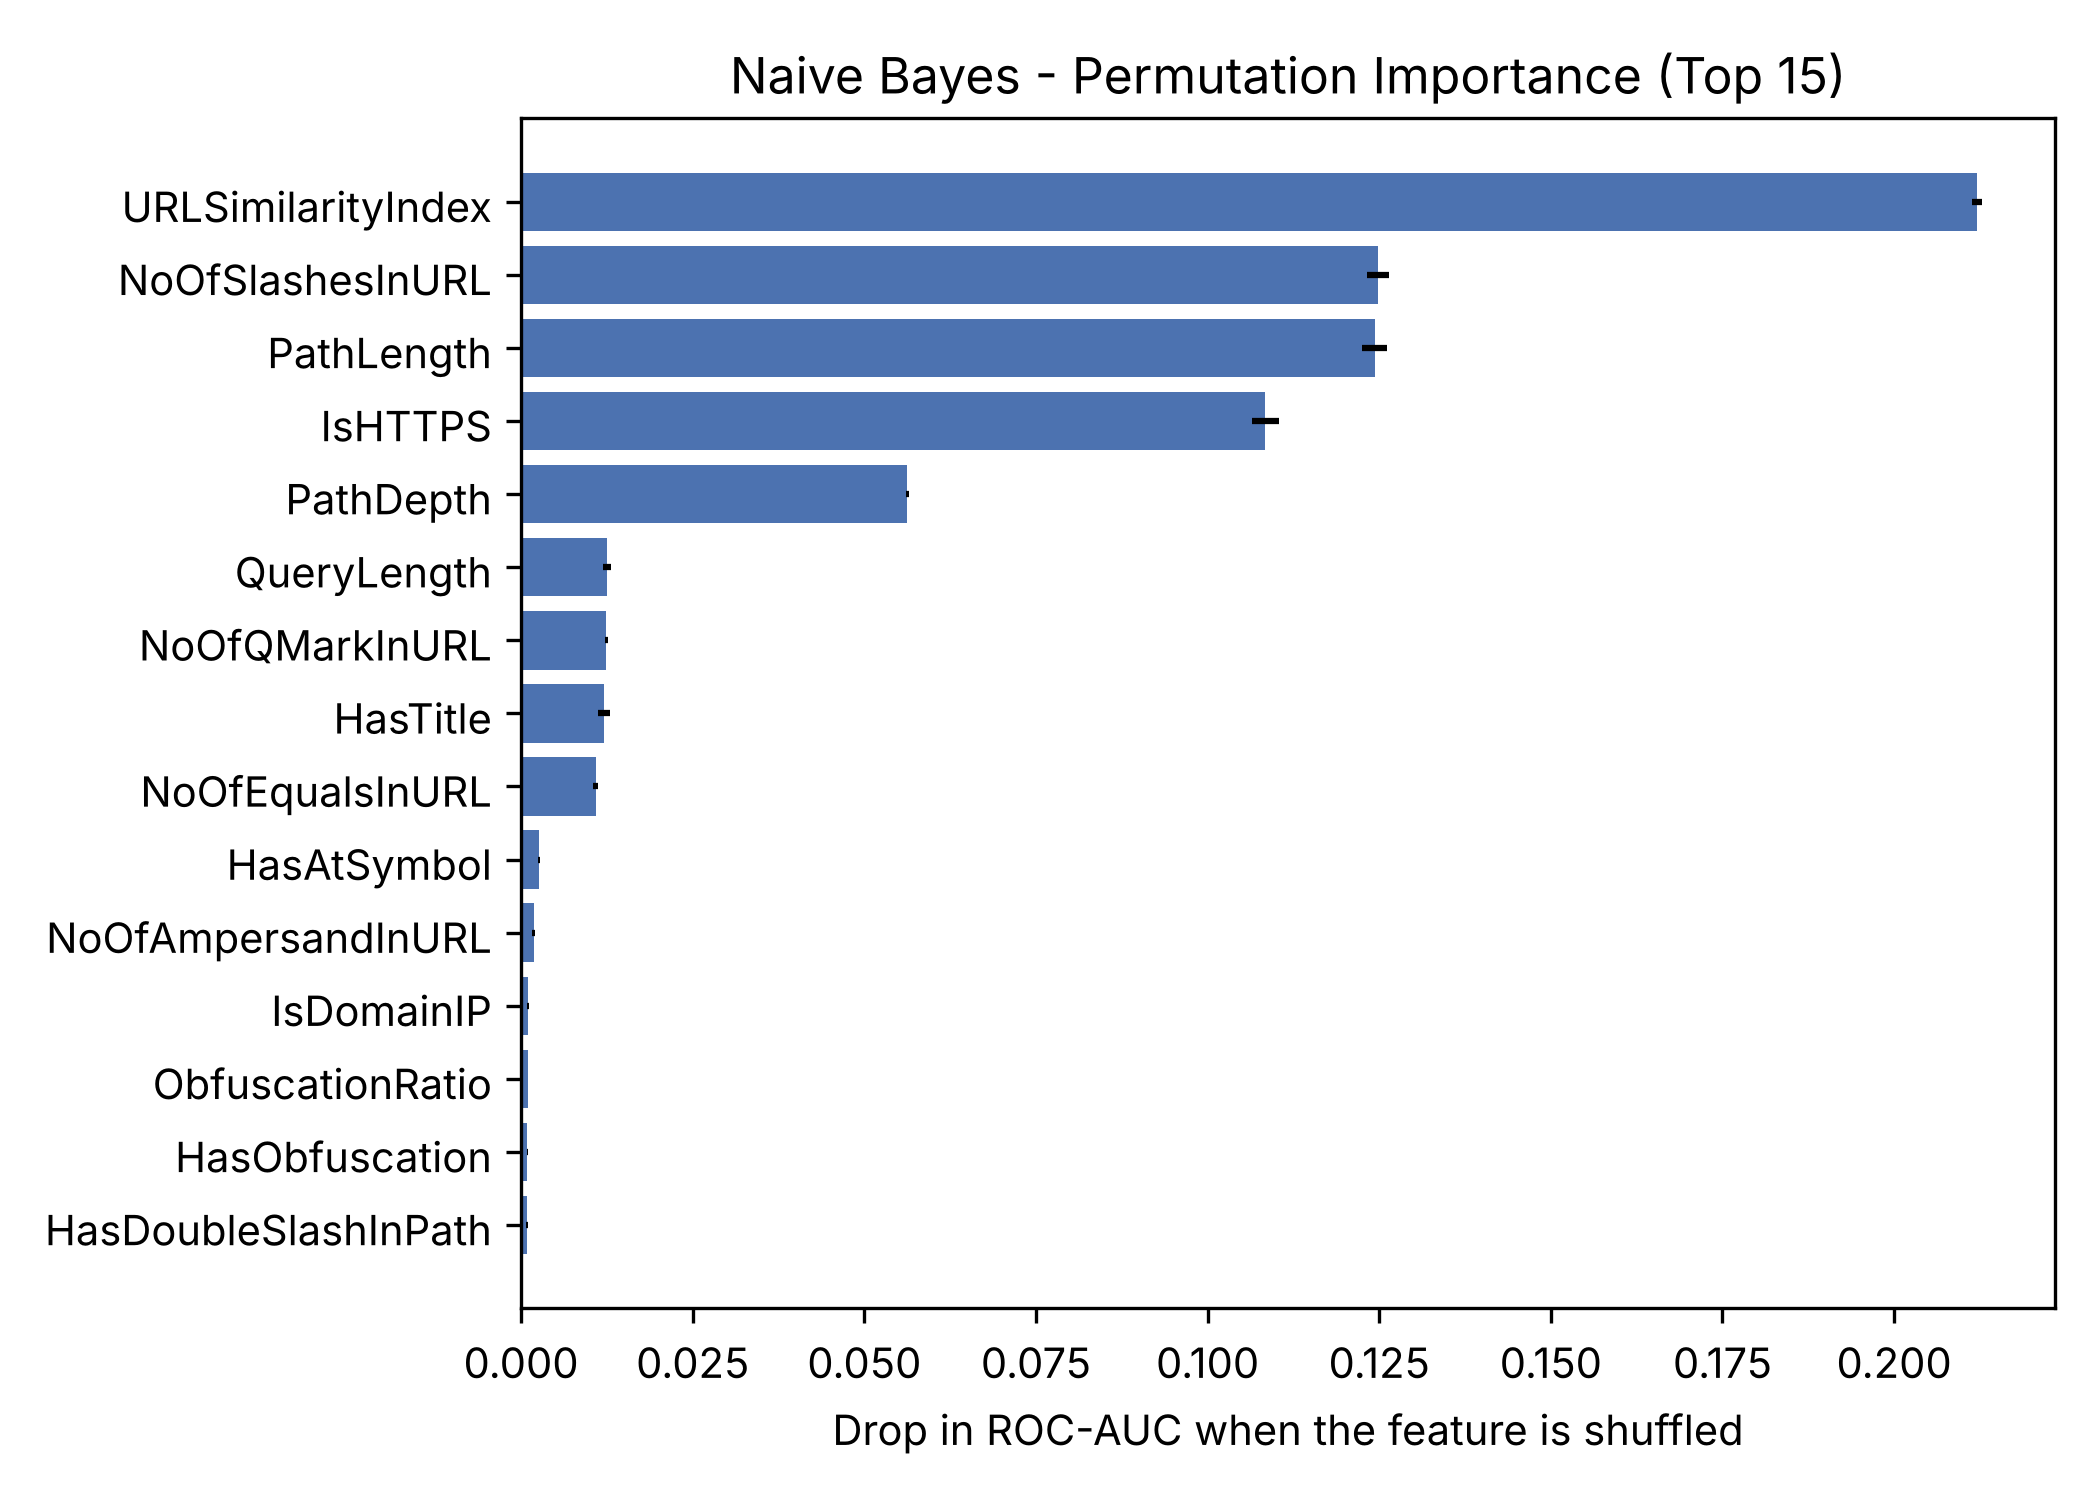 Naive Bayes - Permutation Importance (Top 15)
URLSimilarityIndex
NoOfSlashesInURL
PathLength
IsHTTPS
PathDepth
QueryLength
NoOfQMarkInURL
HasTitle
NoOfEqualsInURL
HasAtSymbol
NoOfAmpersandInURL
IsDomainIP
ObfuscationRatio
HasObfuscation
HasDoubleSlashInPath
0.000 0.025 0.050 0.075 0.100 0.125 0.150 0.175 0.200
Drop in ROC-AUC when the feature is shuffled